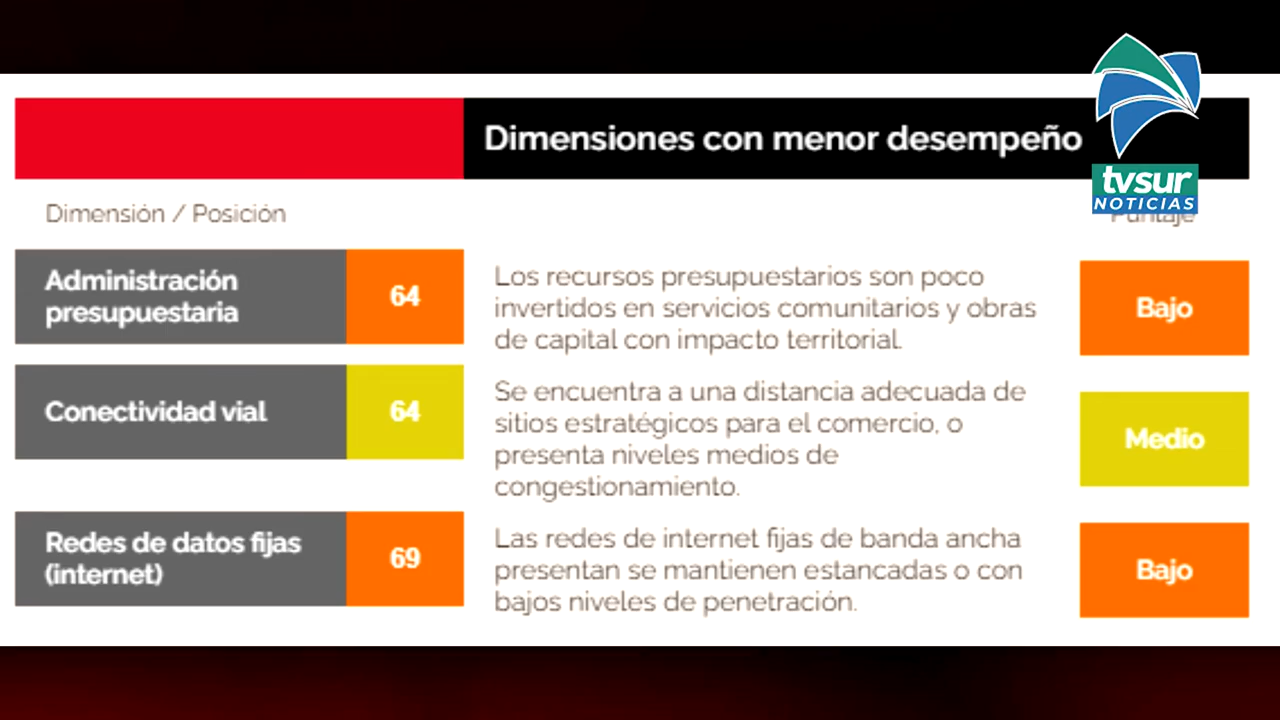 Dimensiones con menor desempeño
tvsur
NOTICIAS
Dimensión / Posición
Puntaje
Administración
presupuestaria
64
Los recursos presupuestarios son poco
invertidos en servicios comunitarios y obras
de capital con impacto territorial.
Bajo
Conectividad vial
64
Se encuentra a una distancia adecuada de
sitios estratégicos para el comercio, o
presenta niveles medios de
congestionamiento.
Medio
Redes de datos fijas
(internet)
69
Las redes de internet fijas de banda ancha
presentan se mantienen estancadas o con
bajos niveles de penetración.
Bajo